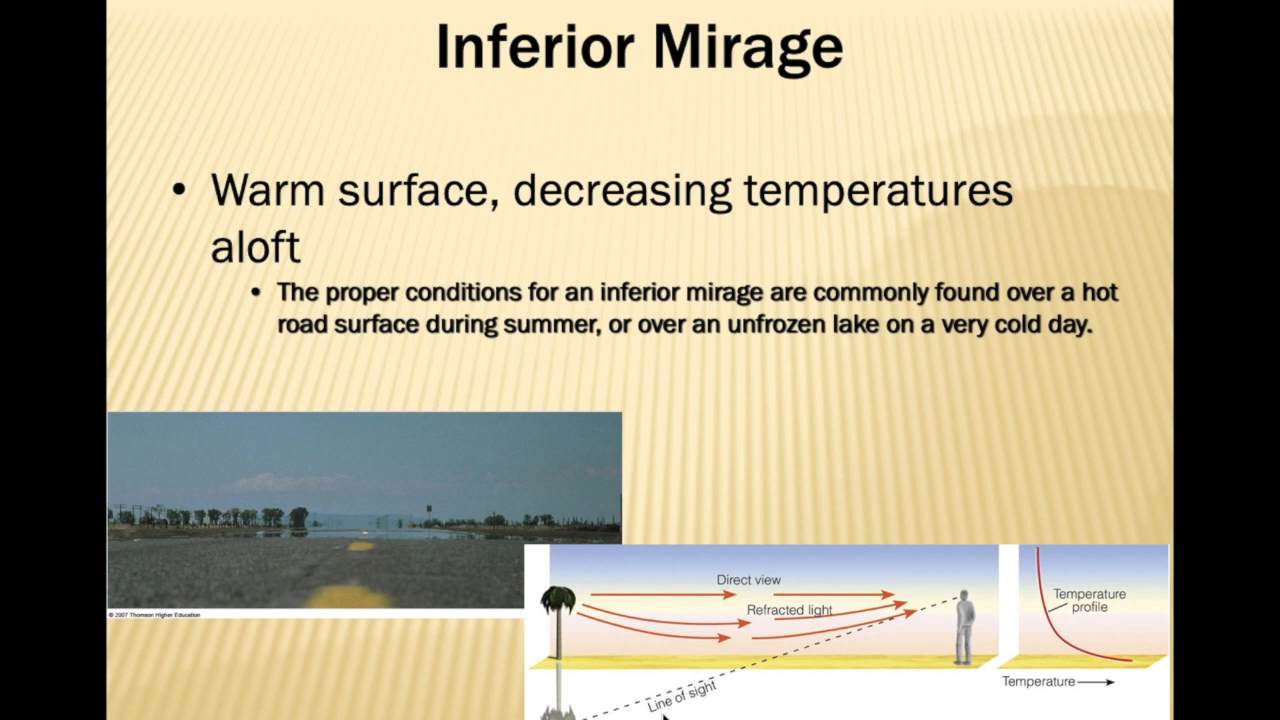 Inferior Mirage
• Warm surface, decreasing temperatures
aloft
• The proper conditions for an inferior mirage are commonly found over a hot
road surface during summer, or over an unfrozen lake on a very cold day.
© 2007 Thomson Higher Education
Direct view
Refracted light
Line of sight
Temperature
profile
Temperature